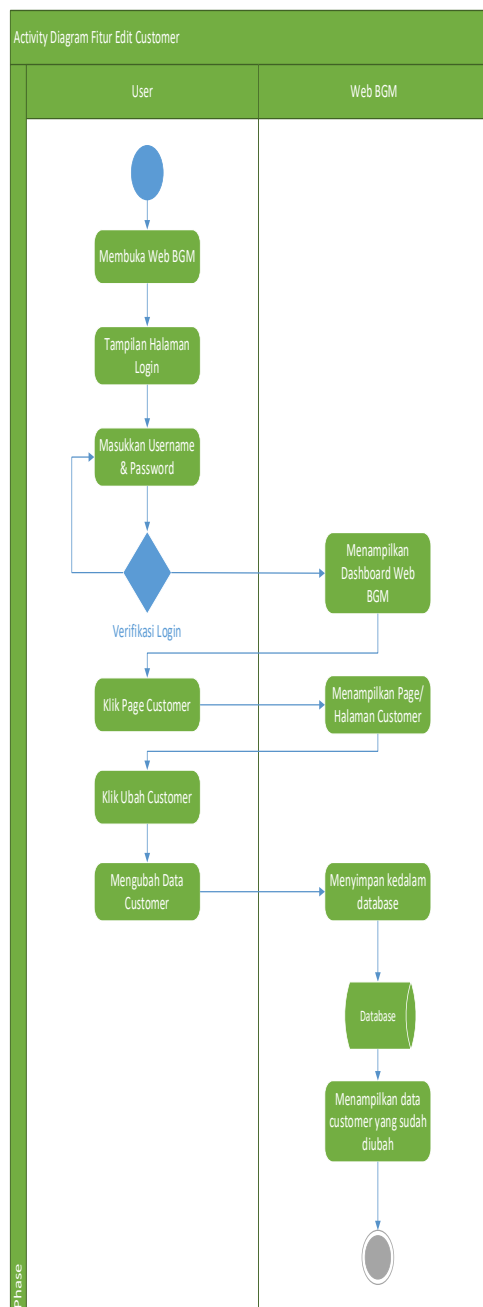 Activity Diagram Fitur Edit Customer
User
Web BGM
Membuka Web BGM
Tampilan Halaman
Login
Masukkan Username
& Password
Verifikasi Login
Menampilkan
Dashboard Web
BGM
Klik Page Customer
Menampilkan Page/
Halaman Customer
Klik Ubah Customer
Mengubah Data
Customer
Menyimpan kedalam
database
Database
Menampilkan data
customer yang sudah
diubah
Phase